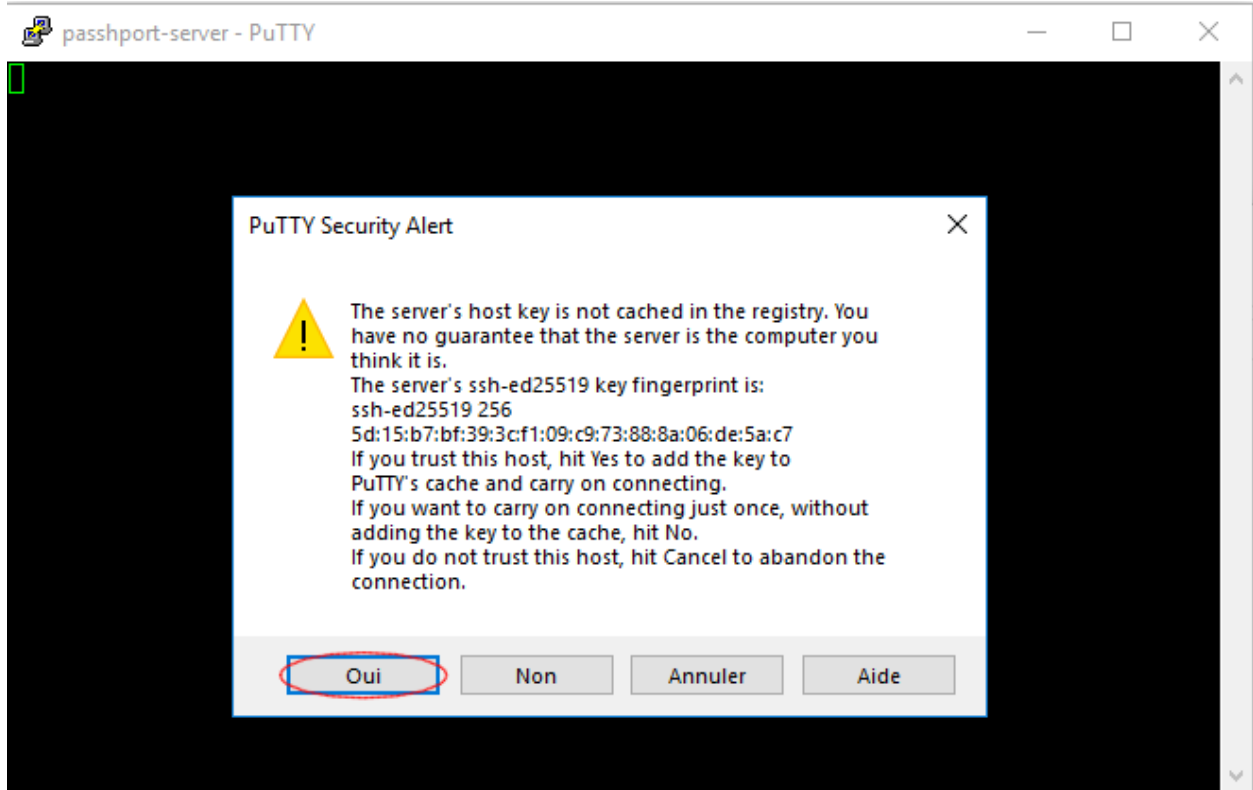 passhport-server - PuTTY
PuTTY Security Alert
The server's host key is not cached in the registry. You
have no guarantee that the server is the computer you
think it is.
The server's ssh-ed25519 key fingerprint is:
ssh-ed25519 256
5d:15:b7:bf:39:3c:f1:09:c9:73:88:8a:06:de:5a:c7
If you trust this host, hit Yes to add the key to
PuTTY's cache and carry on connecting.
If you want to carry on connecting just once, without
adding the key to the cache, hit No.
If you do not trust this host, hit Cancel to abandon the
connection.
Oui Non Annuler Aide